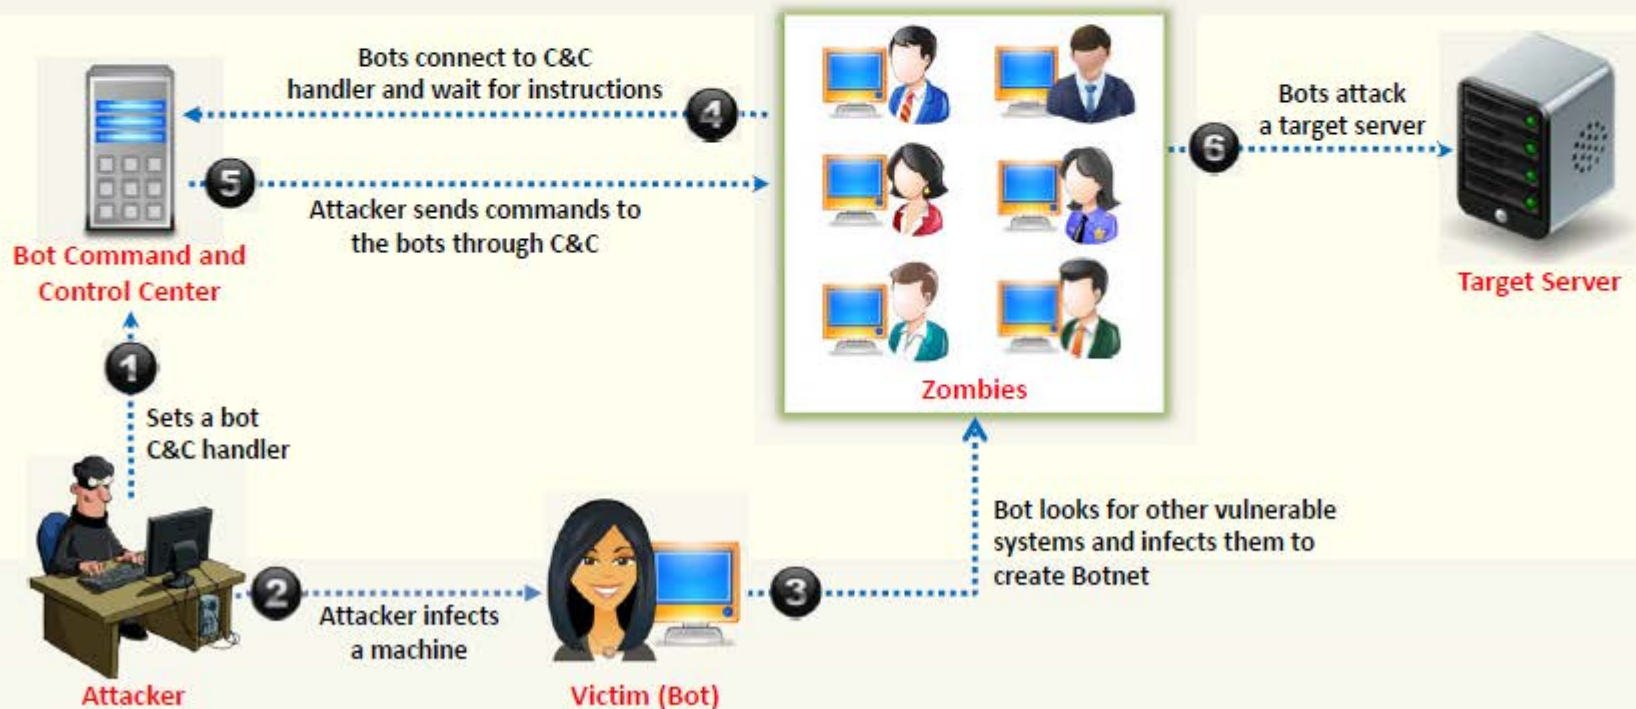 Bots connect to C&C
handler and wait for instructions
4
5
Attacker sends commands to
the bots through C&C
Bot Command and
Control Center
Zombies
6
Bots attack
a target server
Target Server
1
Sets a bot
C&C handler
Attacker
2
Attacker infects
a machine
Victim (Bot)
3
Bot looks for other vulnerable
systems and infects them to
create Botnet